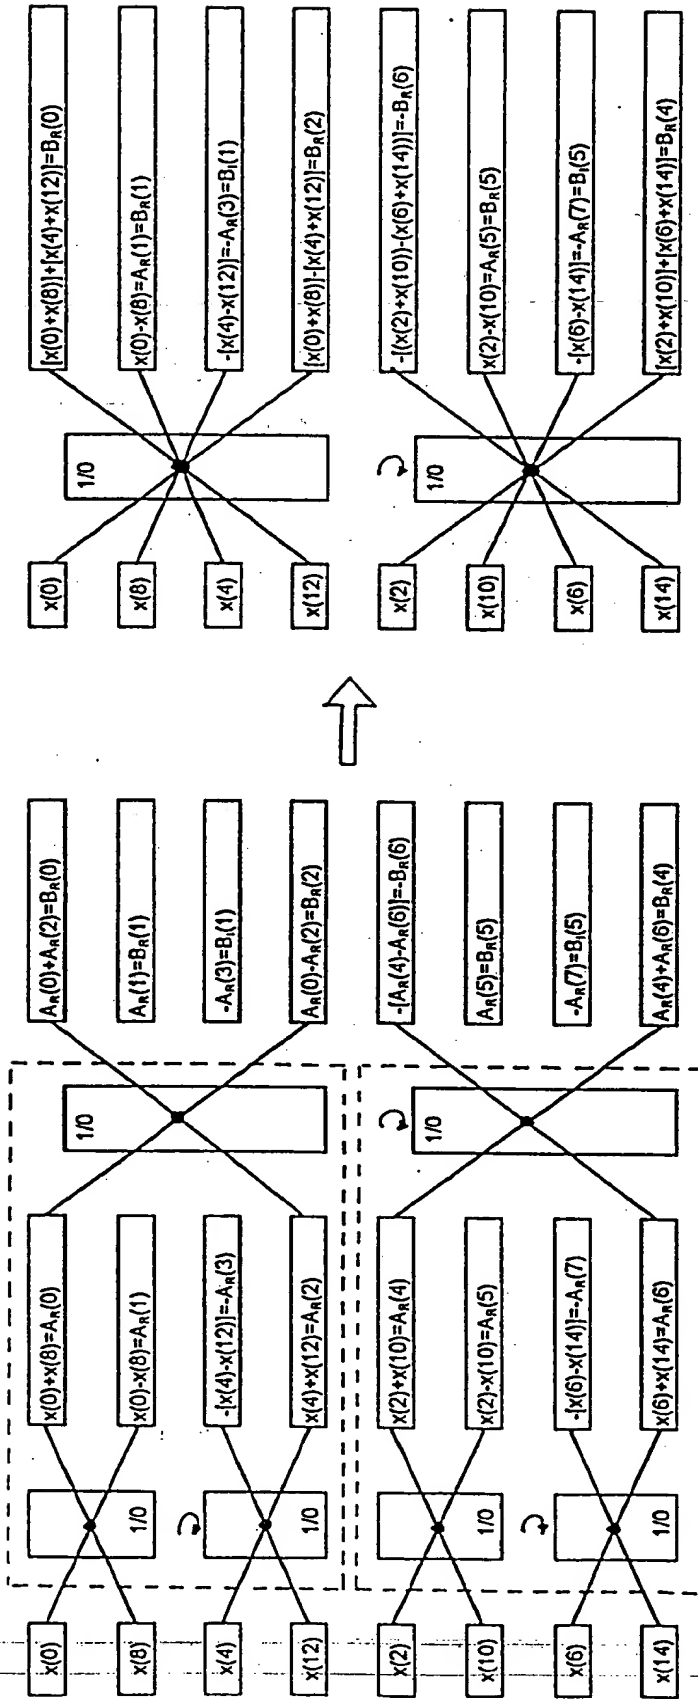 x(0)
x(8)
x(4)
x(12)
x(2)
x(10)
x(6)
x(14)
1/0
1/0
1/0
1/0
x(0)+x(8)=A_R(0)
x(0)-x(8)=A_R(1)
-[x(4)-x(12)]=-A_R(3)
x(4)+x(12)=A_R(2)
x(2)+x(10)=A_R(4)
x(2)-x(10)=A_R(5)
-[x(6)-x(14)]=-A_R(7)
x(6)+x(14)=A_R(6)
1/0
1/0
A_R(0)+A_R(2)=B_R(0)
A_R(1)=B_R(1)
-A_R(3)=B_I(1)
A_R(0)-A_R(2)=B_R(2)
-[A_R(4)-A_R(6)]=-B_R(6)
A_R(5)=B_R(5)
-A_R(7)=B_I(5)
A_R(4)+A_R(6)=B_R(4)
x(0)
x(8)
x(4)
x(12)
x(2)
x(10)
x(6)
x(14)
1/0
1/0
[x(0)+x(8)]+[x(4)+x(12)]=B_R(0)
x(0)-x(8)=A_R(1)=B_R(1)
-[x(4)-x(12)]=-A_R(3)=B_I(1)
[x(0)+x(8)]-[x(4)+x(12)]=B_R(2)
-[(x(2)+x(10))-(x(6)+x(14))]=-B_R(6)
x(2)-x(10)=A_R(5)=B_R(5)
-[x(6)-x(14)]=-A_R(7)=B_I(5)
[x(2)+x(10)]+[x(6)+x(14)]=B_R(4)